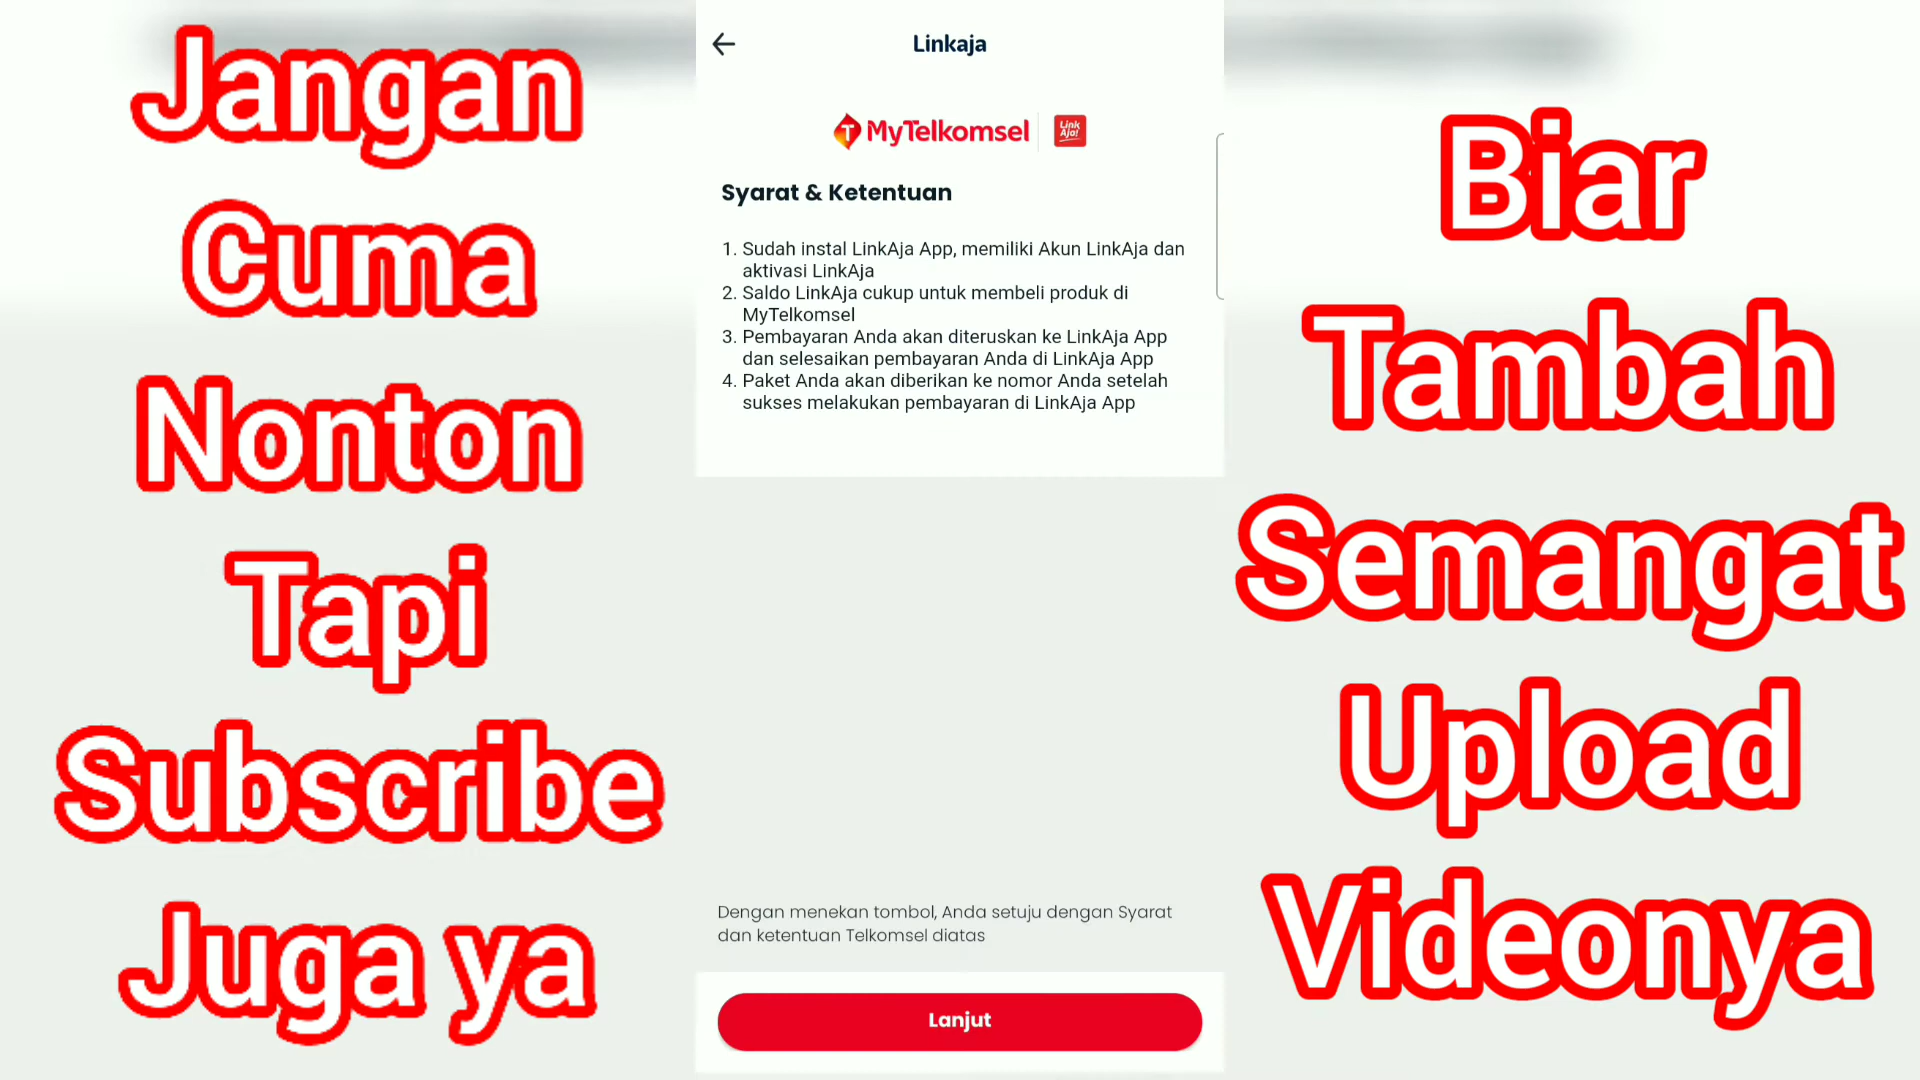 Jangan
Cuma
Nonton
Tapi
Subscribe
Juga ya
Linkaja
MyTelkomsel
Link
Aja!
Syarat & Ketentuan
1. Sudah instal LinkAja App, memiliki Akun LinkAja dan
aktivasi LinkAja
2. Saldo LinkAja cukup untuk membeli produk di
MyTelkomsel
3. Pembayaran Anda akan diteruskan ke LinkAja App
dan selesaikan pembayaran Anda di LinkAja App
4. Paket Anda akan diberikan ke nomor Anda setelah
sukses melakukan pembayaran di LinkAja App
Dengan menekan tombol, Anda setuju dengan Syarat
dan ketentuan Telkomsel diatas
Lanjut
Biar
Tambah
Semangat
Upload
Videonya